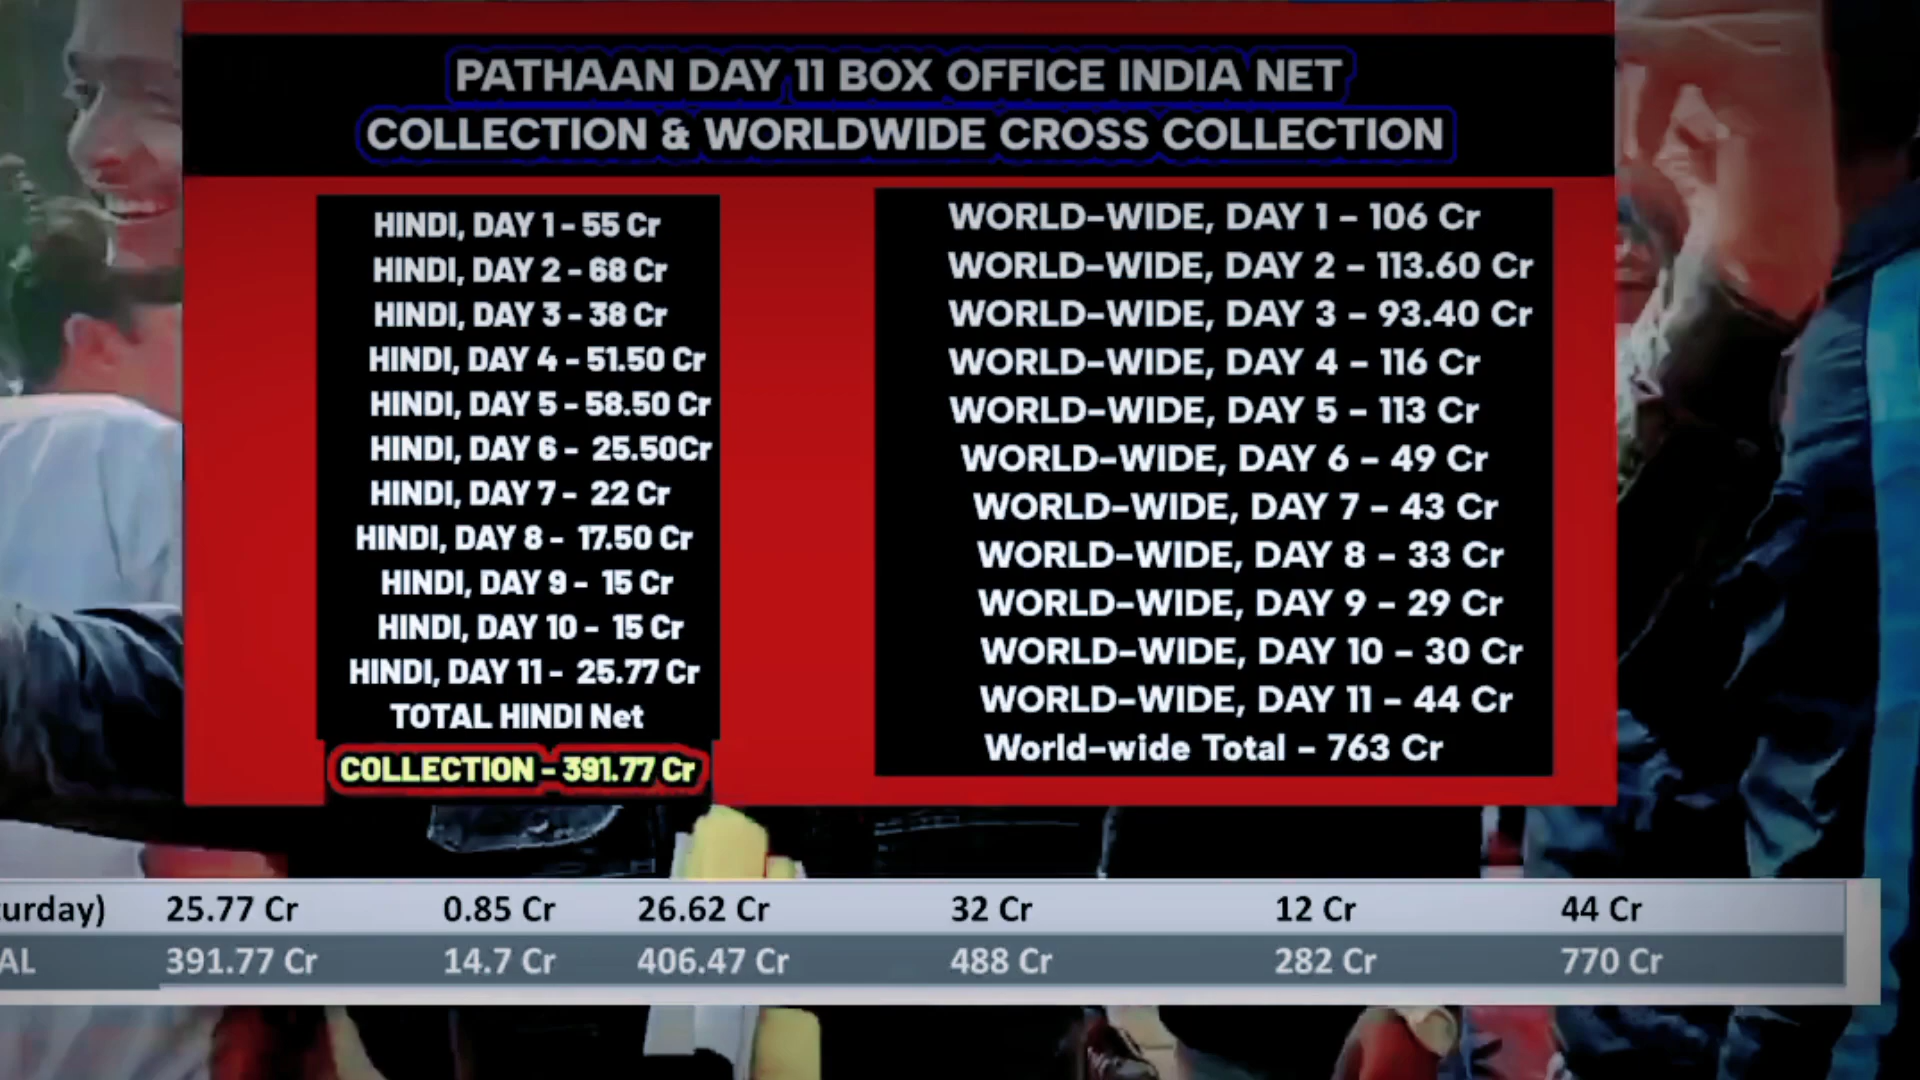 PATHAAN DAY 11 BOX OFFICE INDIA NET
COLLECTION & WORLDWIDE CROSS COLLECTION
HINDI, DAY 1 - 55 Cr
HINDI, DAY 2 - 68 Cr
HINDI, DAY 3 - 38 Cr
HINDI, DAY 4 - 51.50 Cr
HINDI, DAY 5 - 58.50 Cr
HINDI, DAY 6 - 25.50Cr
HINDI, DAY 7 - 22 Cr
HINDI, DAY 8 - 17.50 Cr
HINDI, DAY 9 - 15 Cr
HINDI, DAY 10 - 15 Cr
HINDI, DAY 11 - 25.77 Cr
TOTAL HINDI Net
COLLECTION - 391.77 Cr
WORLD-WIDE, DAY 1 - 106 Cr
WORLD-WIDE, DAY 2 - 113.60 Cr
WORLD-WIDE, DAY 3 - 93.40 Cr
WORLD-WIDE, DAY 4 - 116 Cr
WORLD-WIDE, DAY 5 - 113 Cr
WORLD-WIDE, DAY 6 - 49 Cr
WORLD-WIDE, DAY 7 - 43 Cr
WORLD-WIDE, DAY 8 - 33 Cr
WORLD-WIDE, DAY 9 - 29 Cr
WORLD-WIDE, DAY 10 - 30 Cr
WORLD-WIDE, DAY 11 - 44 Cr
World-wide Total - 763 Cr
urday) 25.77 Cr 0.85 Cr 26.62 Cr 32 Cr 12 Cr 44 Cr
AL 391.77 Cr 14.7 Cr 406.47 Cr 488 Cr 282 Cr 770 Cr